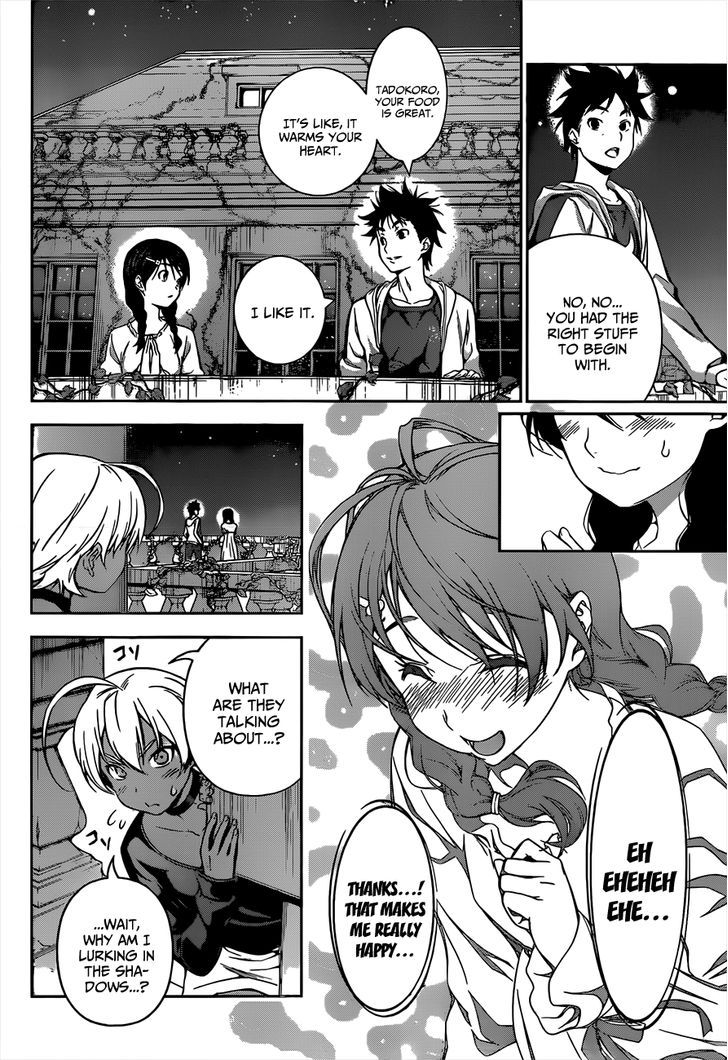 NO, NO...
YOU HAD THE
RIGHT STUFF
TO BEGIN
WITH.
TADOKORO,
YOUR FOOD
IS GREAT.
IT'S LIKE, IT
WARMS YOUR
HEART.
I LIKE IT.
EH
EHEHEH
EHE...
THANKS...!
THAT MAKES
ME REALLY
HAPPY...
コソ
WHAT
ARE THEY
TALKING
ABOUT...?
コソ
...WAIT,
WHY AM I
LURKING IN
THE SHA-
DOWS...?